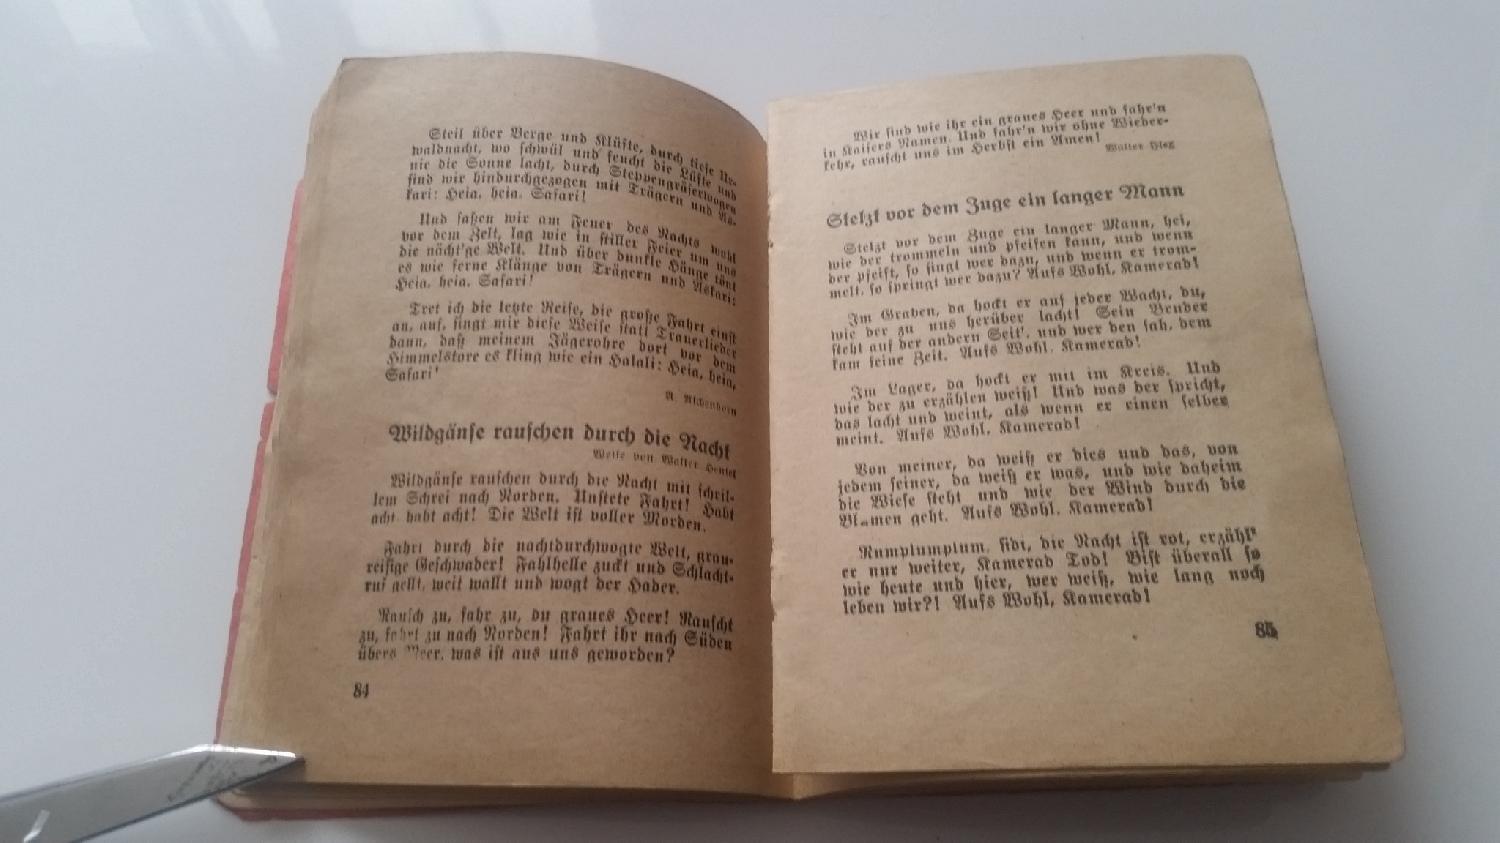 Steil über Berge und Klüfte, durch tiefe Ur-
waldnacht, wo schwül und feucht die Lüfte und
nie die Sonne lacht, durch Steppengräserwogen
sind wir hindurchgezogen mit Trägern und As-
kari: Heia, heia, Safari!
Und saßen wir am Feuer des Nachts wohl
vor dem Zelt, lag wie in stiller Feier um uns
die nächt'ge Welt. Und über dunkle Hänge tönt
es wie ferne Klänge von Trägern und Askari:
Heia, heia, Safari!
Tret ich die letzte Reise, die große Fahrt einst
an, auf, singt mir diese Weise statt Trauerlieder
dann, daß meinem Jägerohre dort vor dem
Himmelstore es kling wie ein Halali: Heia, heia,
Safari!
A. Aschenborn
Wildgänse rauschen durch die Nacht
Weise von Walter Hensel
Wildgänse rauschen durch die Nacht mit schril-
lem Schrei nach Norden. Unstete Fahrt! Habt
acht, habt acht! Die Welt ist voller Morden.
Fahrt durch die nachtdurchwogte Welt, grau-
reisige Geschwader! Fahlhelle zuckt und Schlacht-
ruf gellt, weit wallt und wogt der Hader.
Rausch zu, fahr zu, du graues Heer! Rauscht
zu, fahrt zu nach Norden! Fahrt ihr nach Süden
übers Meer, was ist aus uns geworden?
84
Wir sind wie ihr ein graues Heer und fahr'n
in Kaisers Namen. Und fahr'n wir ohne Wieder-
kehr, rauscht uns im Herbst ein Amen!
Walter Flex
Stelzt vor dem Zuge ein langer Mann
Stelzt vor dem Zuge ein langer Mann, hei,
wie der trommeln und pfeifen kann, und wenn
der pfeift, so singt wer dazu, und wenn er trom-
melt, so springt wer dazu? Aufs Wohl, Kamerad!
Im Graben, da hockt er auf jeder Wacht, du,
wie der zu uns herüber lacht! Sein Bruder
steht auf der andern Seit', und wer den sah, dem
kam seine Zeit. Aufs Wohl, Kamerad!
Im Lager, da hockt er mit im Kreis. Und
wie der zu erzählen weiß! Und was der spricht,
das lacht und weint, als wenn er einen selber
meint. Aufs Wohl, Kamerad!
Von meiner, da weiß er dies und das, von
jedem seiner, da weiß er was, und wie daheim
die Wiese steht und wie der Wind durch die
Blumen geht. Aufs Wohl, Kamerad!
Rumplumplum, fidi, die Nacht ist rot, erzähl'
er nur weiter, Kamerad Tod! Bist überall so
wie heute und hier, wer weiß, wie lang noch
leben wir?! Aufs Wohl, Kamerad!
85